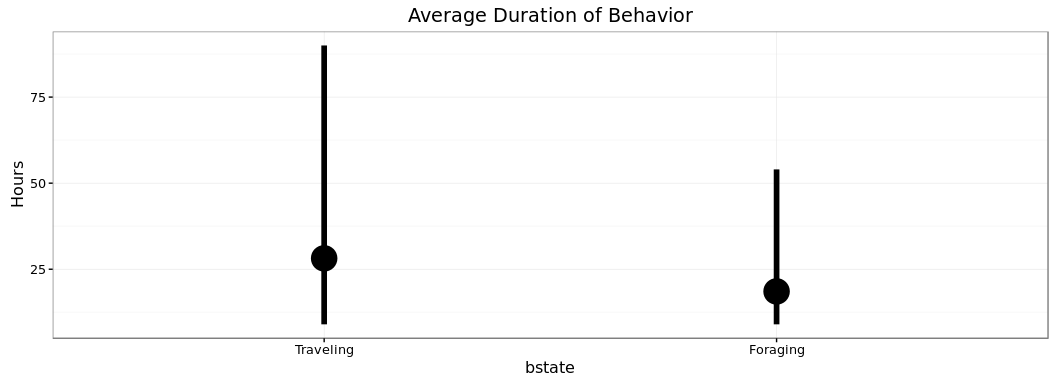 Average Duration of Behavior
Hours
75
50
25
Traveling Foraging
bstate